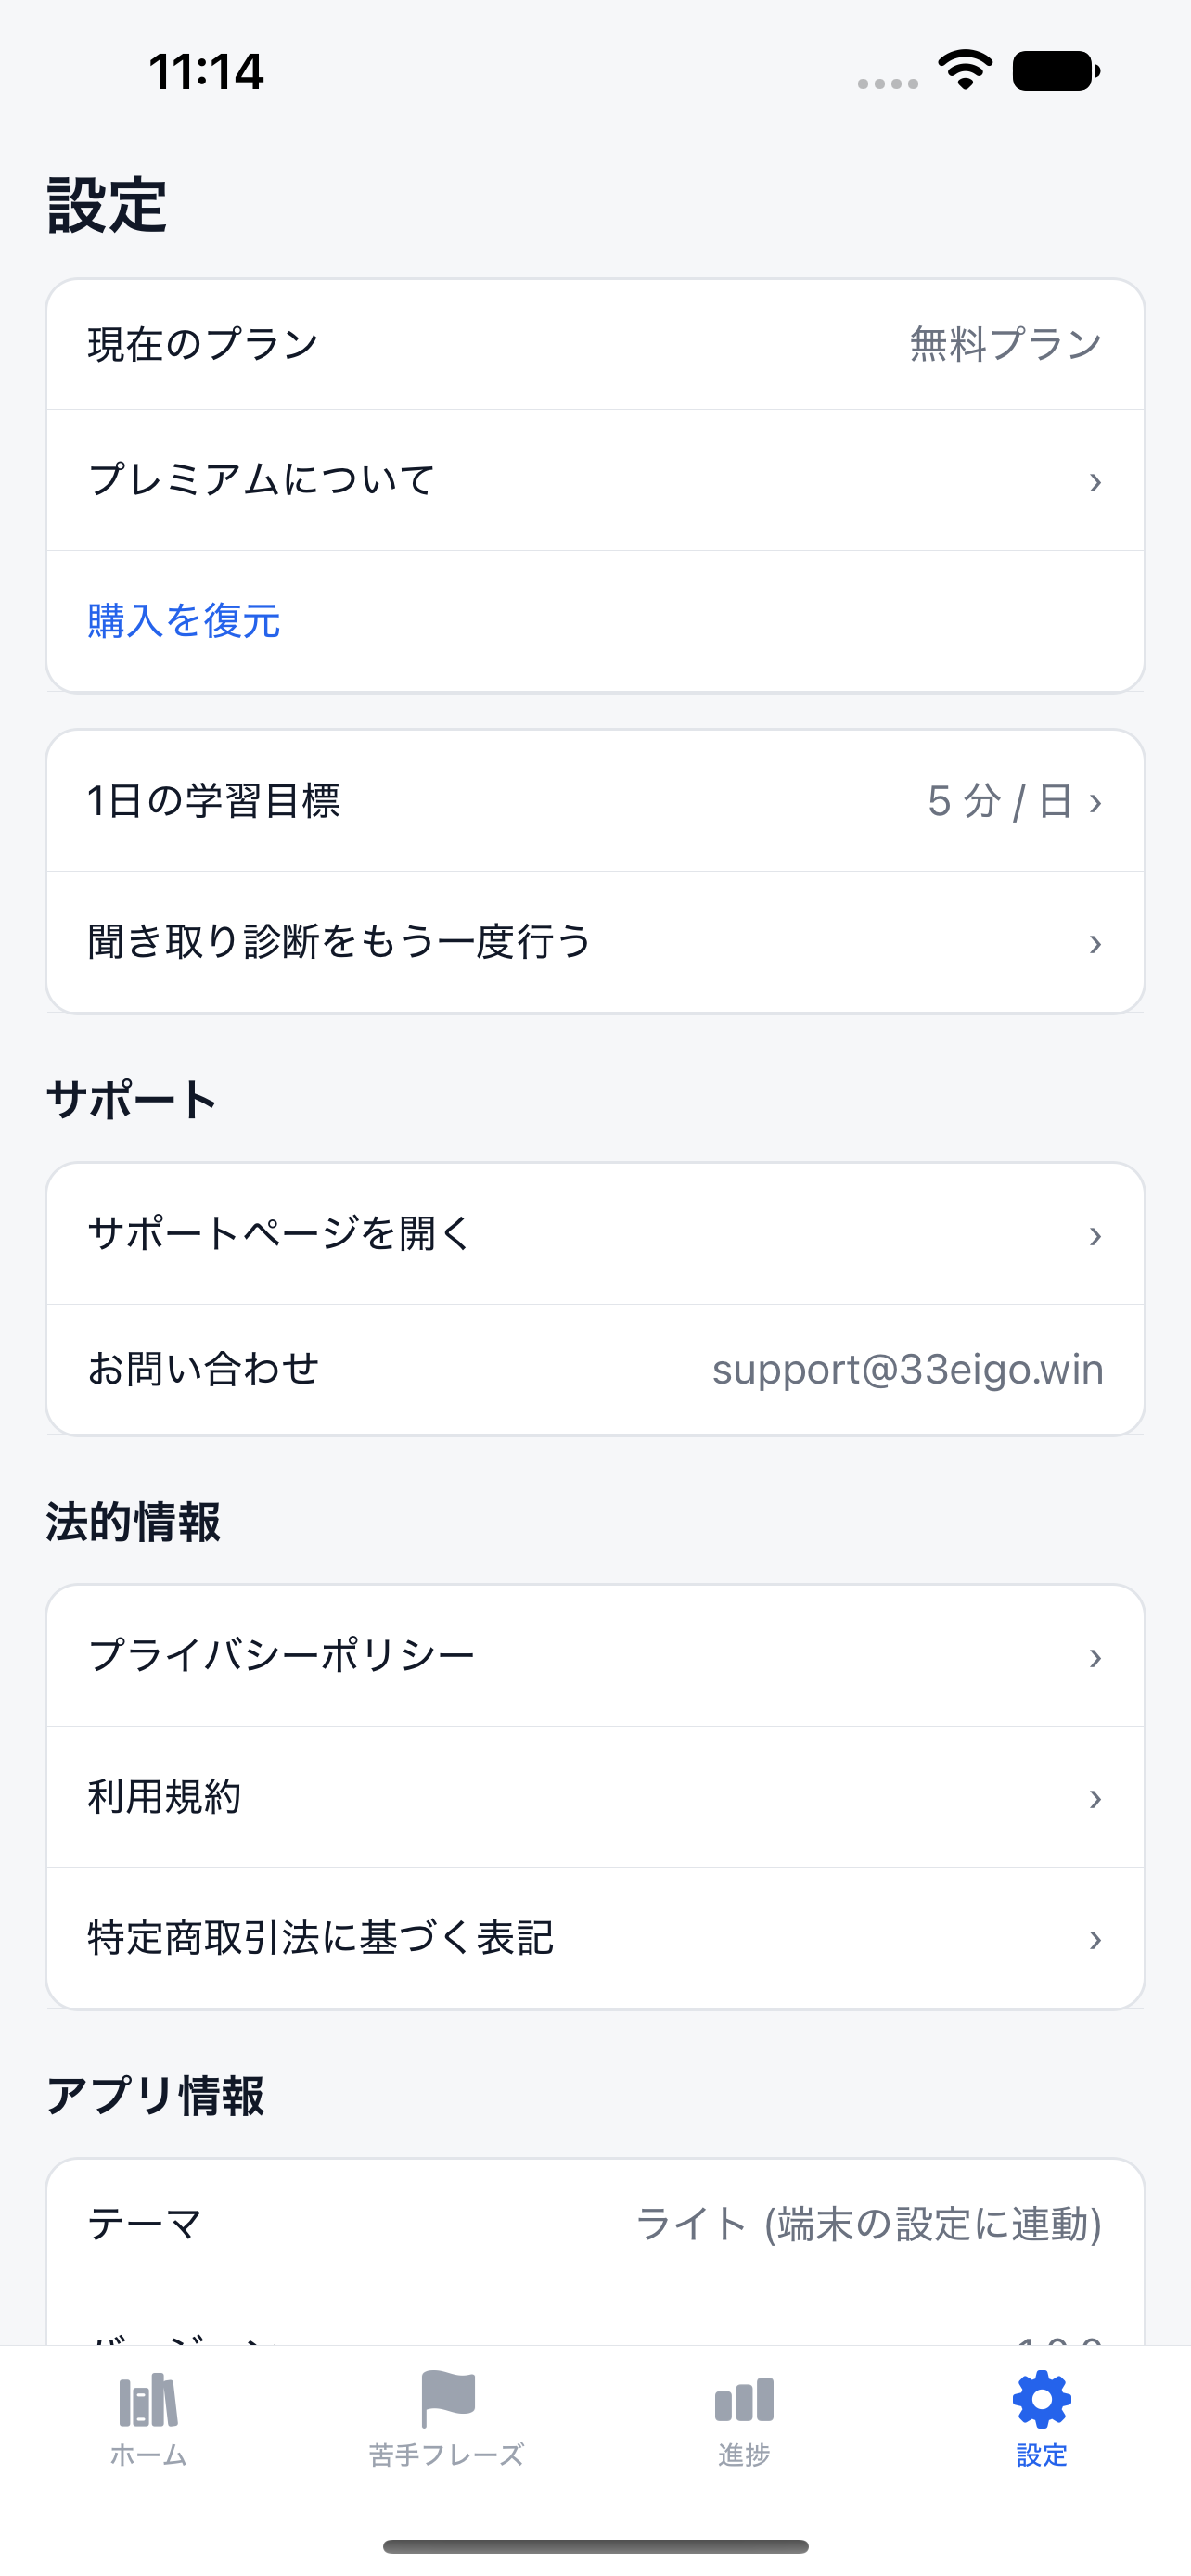 11:14
設定
現在のプラン 無料プラン
プレミアムについて ›
購入を復元
1日の学習目標 5 分 / 日 ›
聞き取り診断をもう一度行う ›
サポート
サポートページを開く ›
お問い合わせ support@33eigo.win
法的情報
プライバシーポリシー ›
利用規約 ›
特定商取引法に基づく表記 ›
アプリ情報
テーマ ライト (端末の設定に連動)
ホーム 苦手フレーズ 進捗 設定